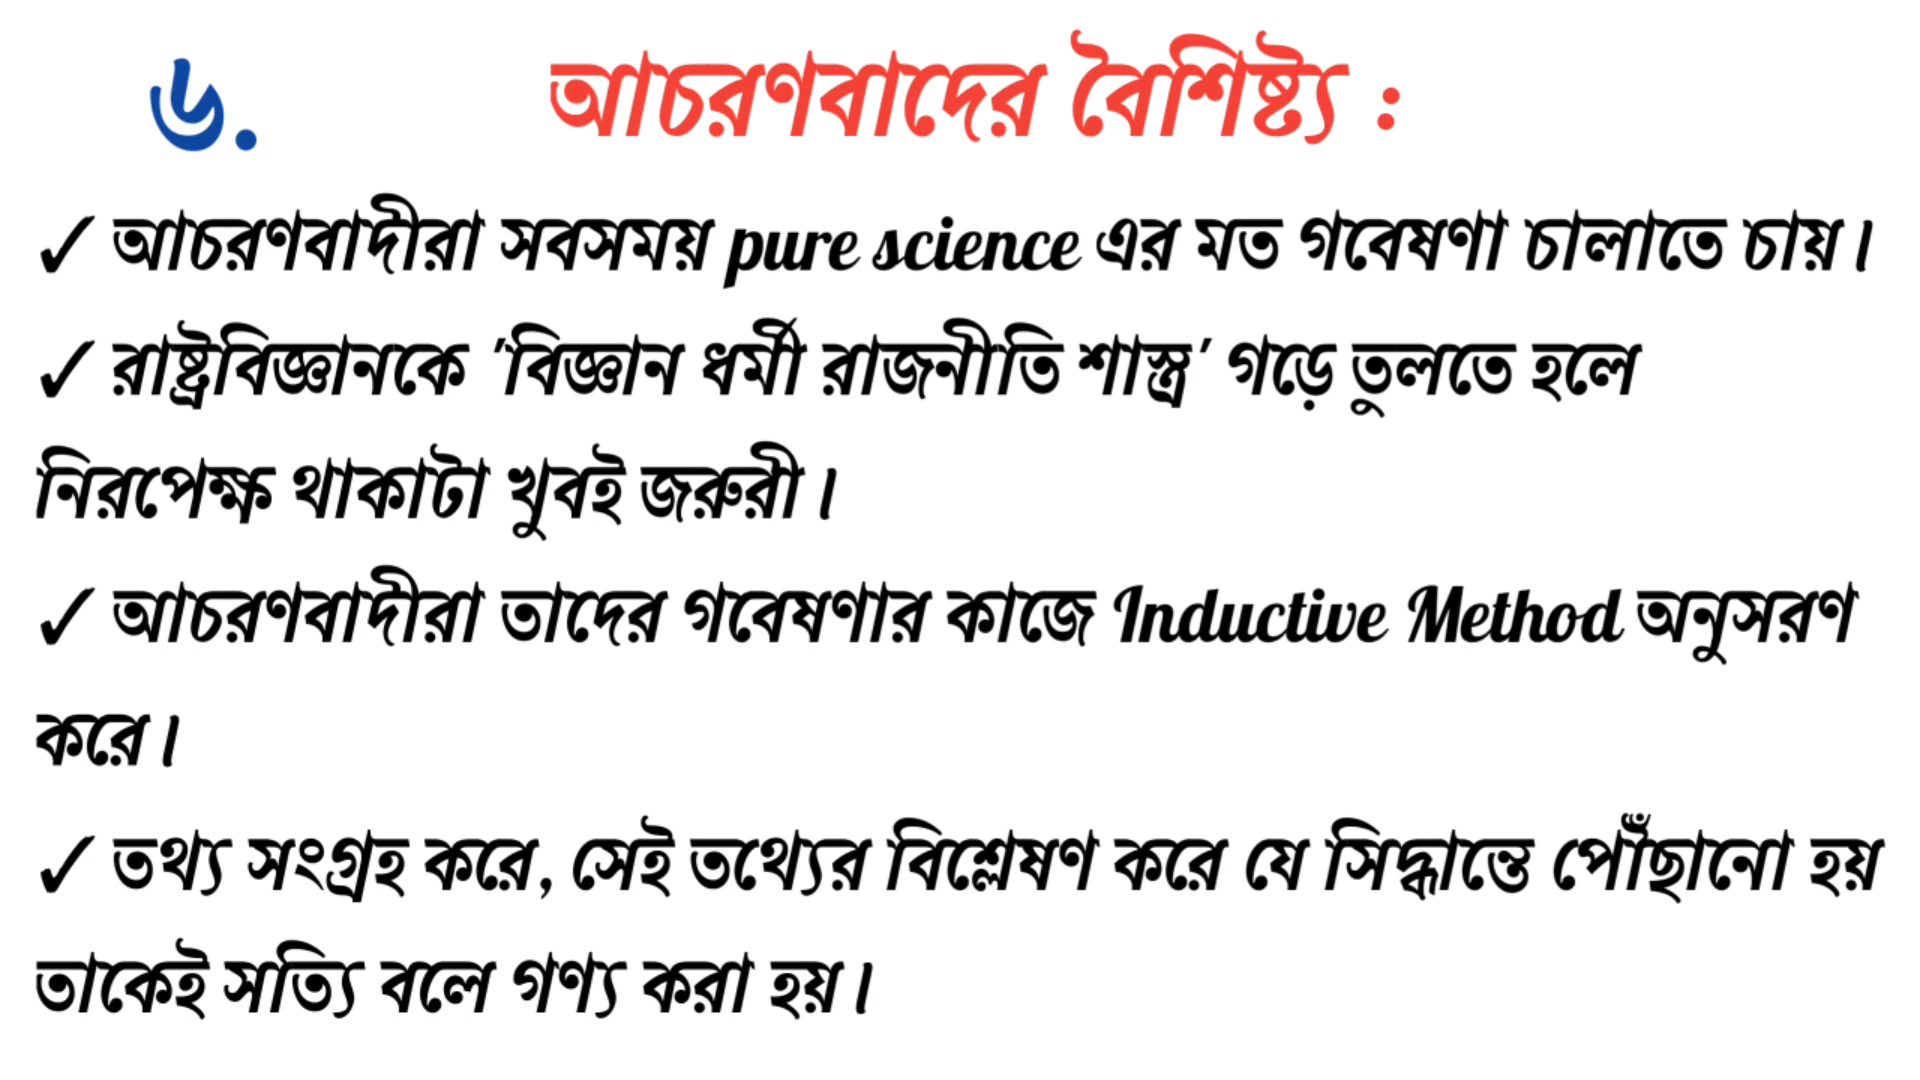 ৬. আচরণবাদের বৈশিষ্ট্য :
✓ আচরণবাদীরা সবসময় pure science এর মত গবেষণা চালাতে চায়।
✓ রাষ্ট্রবিজ্ঞানকে 'বিজ্ঞান ধর্মী রাজনীতি শাস্ত্র' গড়ে তুলতে হলে
নিরপেক্ষ থাকাটা খুবই জরুরী।
✓ আচরণবাদীরা তাদের গবেষণার কাজে Inductive Method অনুসরণ
করে।
✓ তথ্য সংগ্রহ করে, সেই তথ্যের বিশ্লেষণ করে যে সিদ্ধান্তে পৌঁছানো হয়
তাকেই সত্যি বলে গণ্য করা হয়।